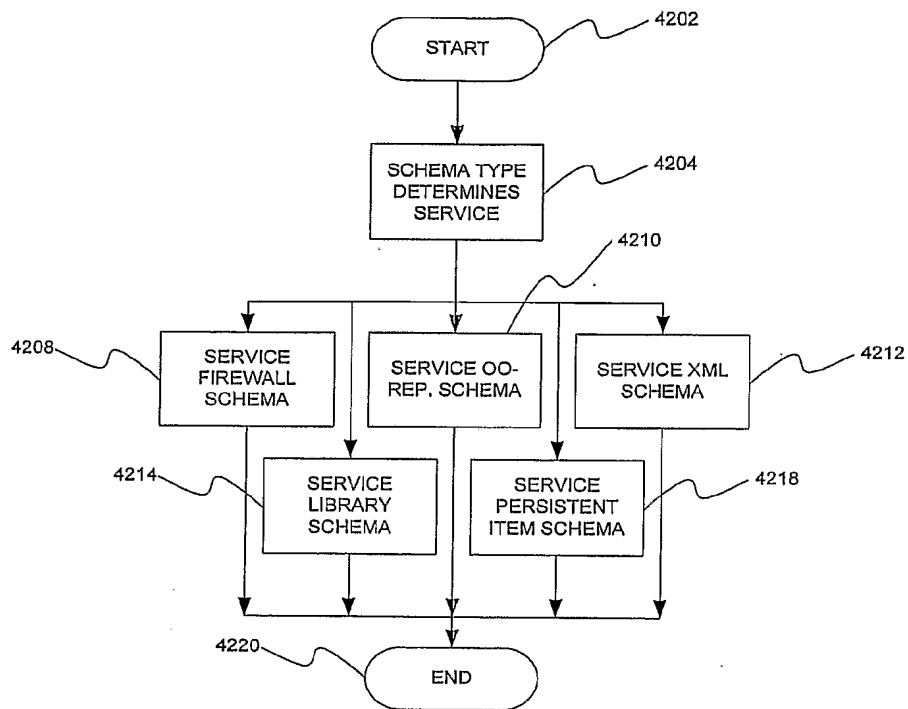 4202
START
SCHEMA TYPE
DETERMINES
SERVICE
4204
4210
4208
SERVICE
FIREWALL
SCHEMA
SERVICE OO-
REP. SCHEMA
SERVICE XML
SCHEMA
4212
4214
SERVICE
LIBRARY
SCHEMA
SERVICE
PERSISTENT
ITEM SCHEMA
4218
4220
END